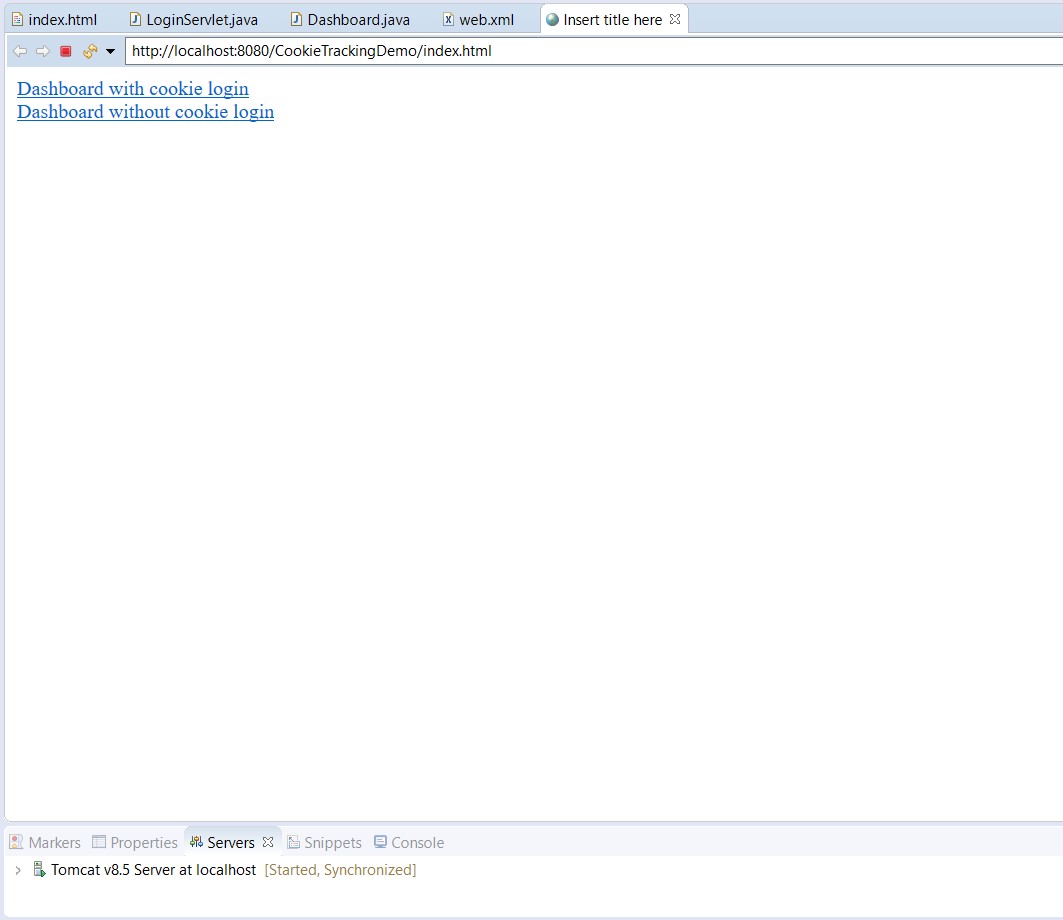 index.html LoginServlet.java Dashboard.java web.xml Insert title here
http://localhost:8080/CookieTrackingDemo/index.html
Dashboard with cookie login
Dashboard without cookie login
Markers Properties Servers Snippets Console
Tomcat v8.5 Server at localhost [Started, Synchronized]